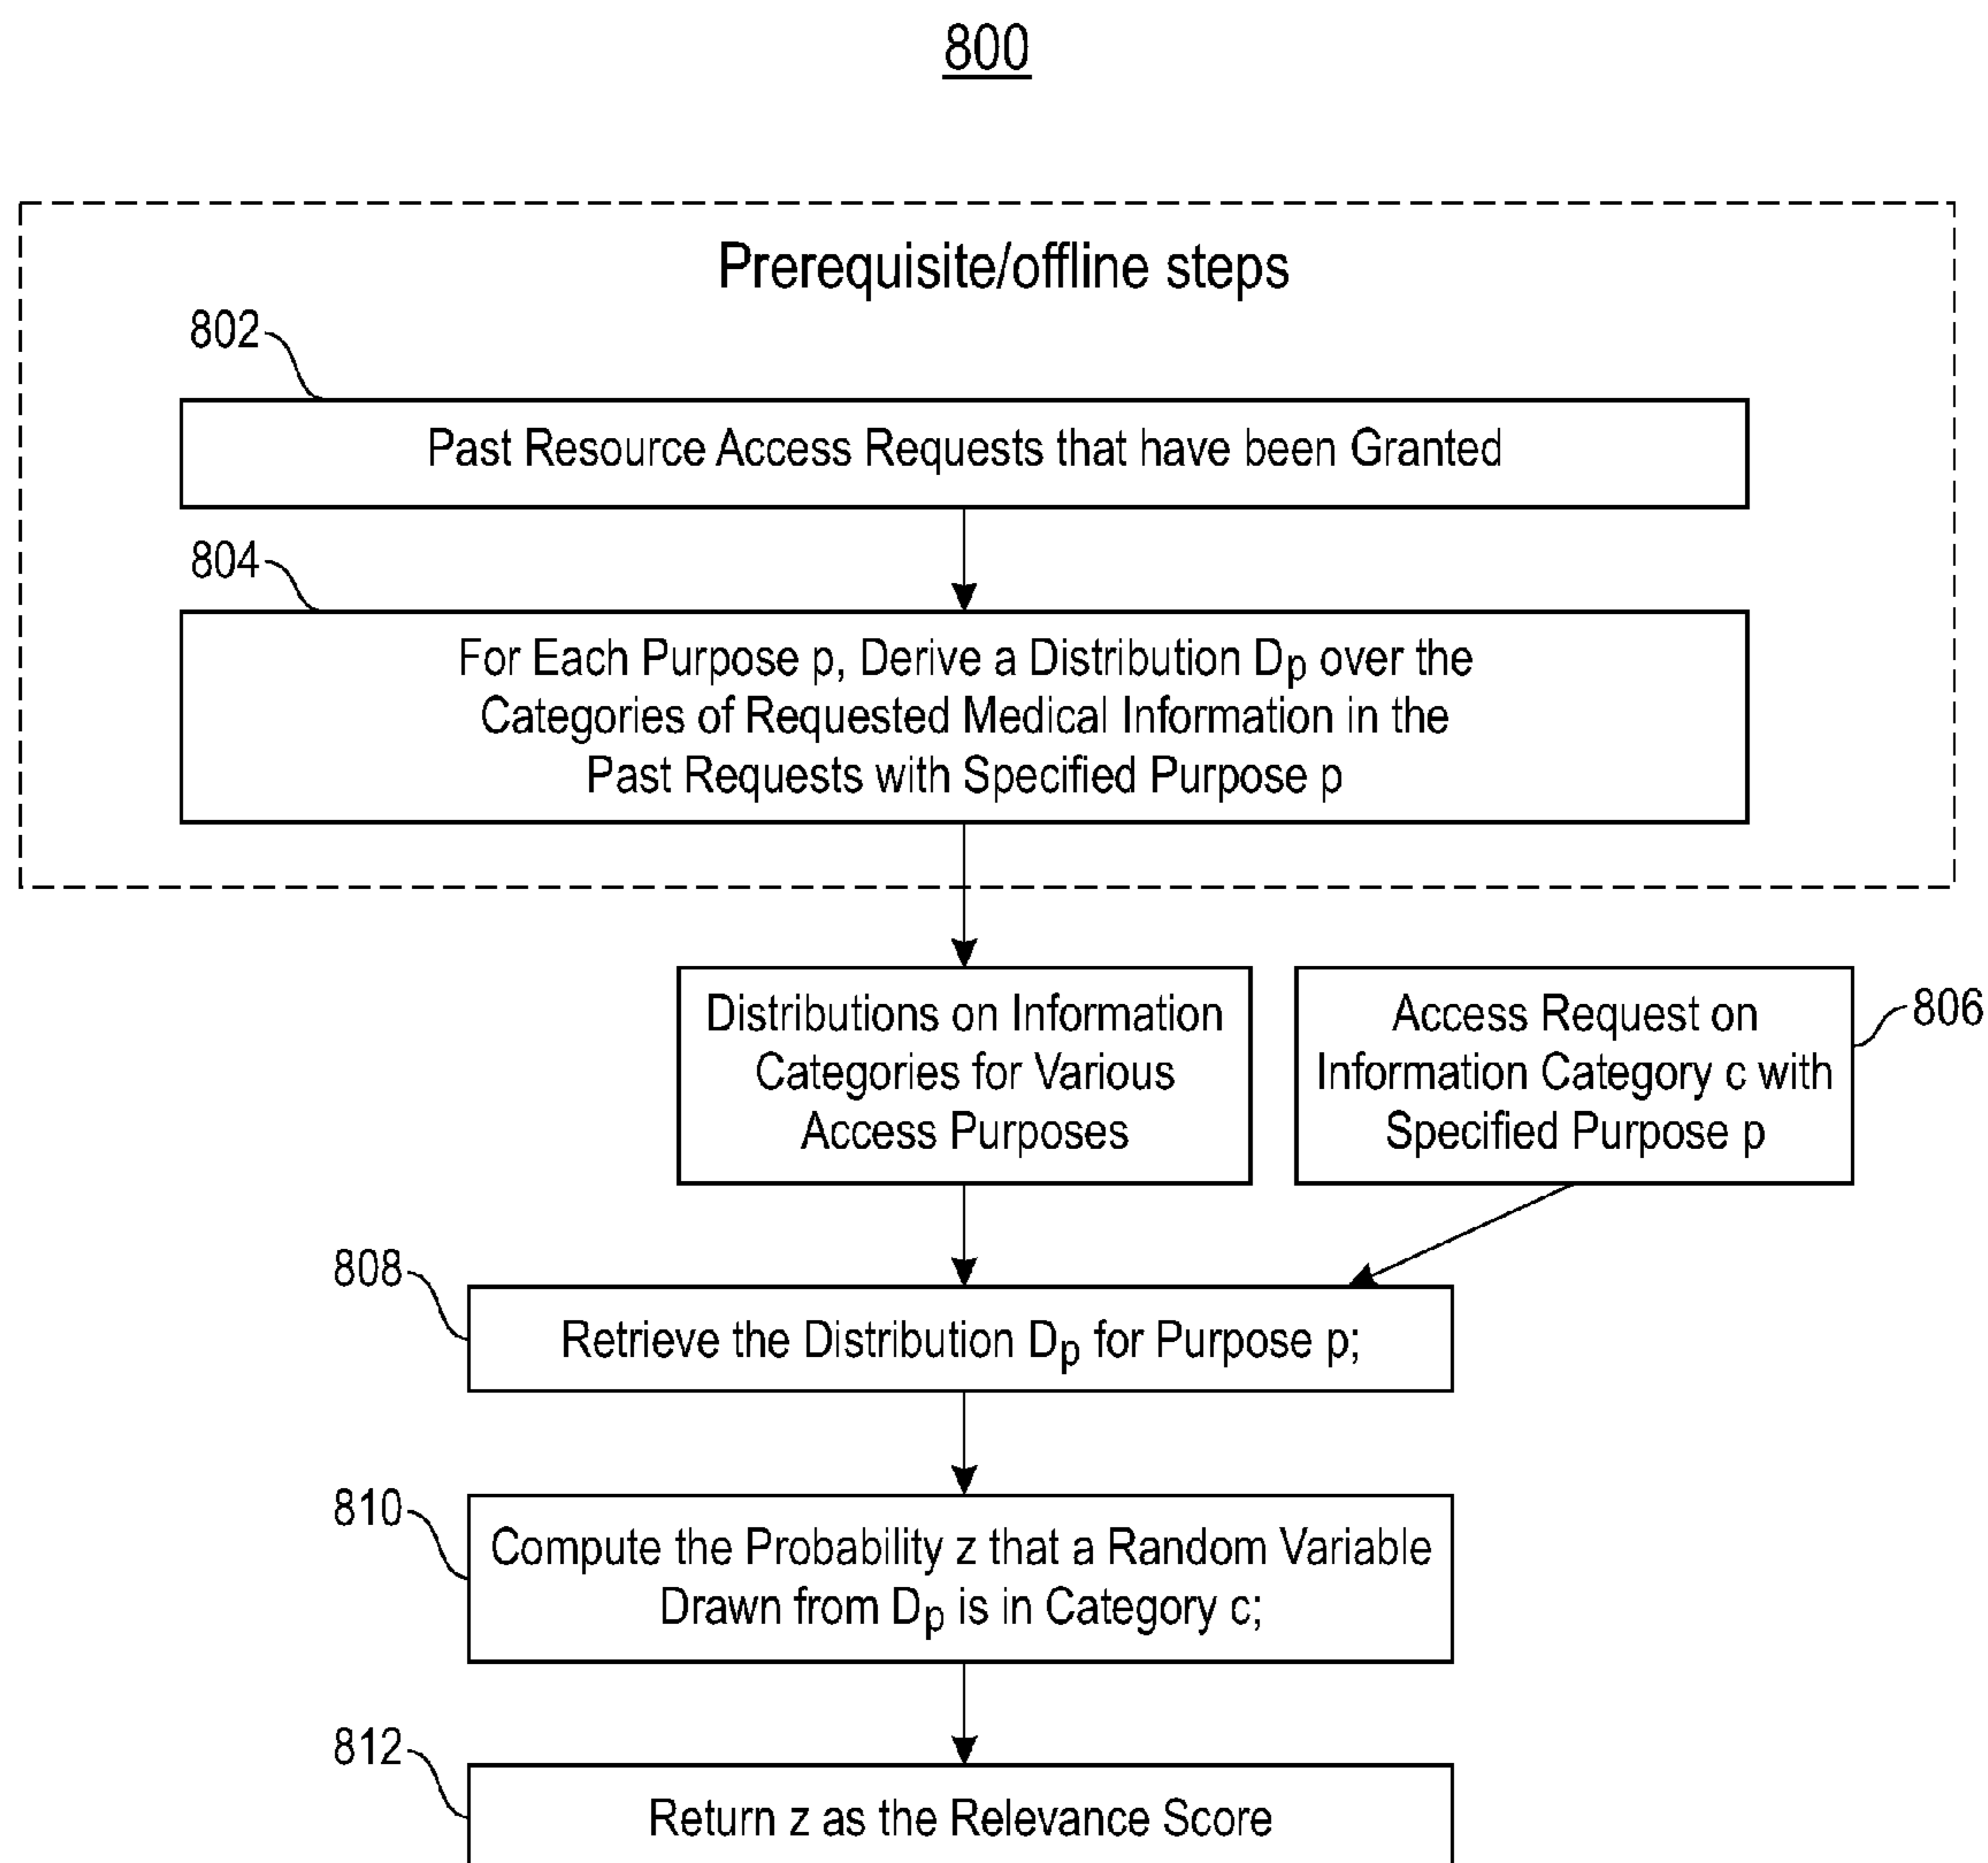 800
Prerequisite/offline steps
802
Past Resource Access Requests that have been Granted
804
For Each Purpose p, Derive a Distribution Dp over the
Categories of Requested Medical Information in the
Past Requests with Specified Purpose p
Distributions on Information
Categories for Various
Access Purposes
Access Request on
Information Category c with
Specified Purpose p
806
808
Retrieve the Distribution Dp for Purpose p;
810
Compute the Probability z that a Random Variable
Drawn from Dp is in Category c;
812
Return z as the Relevance Score